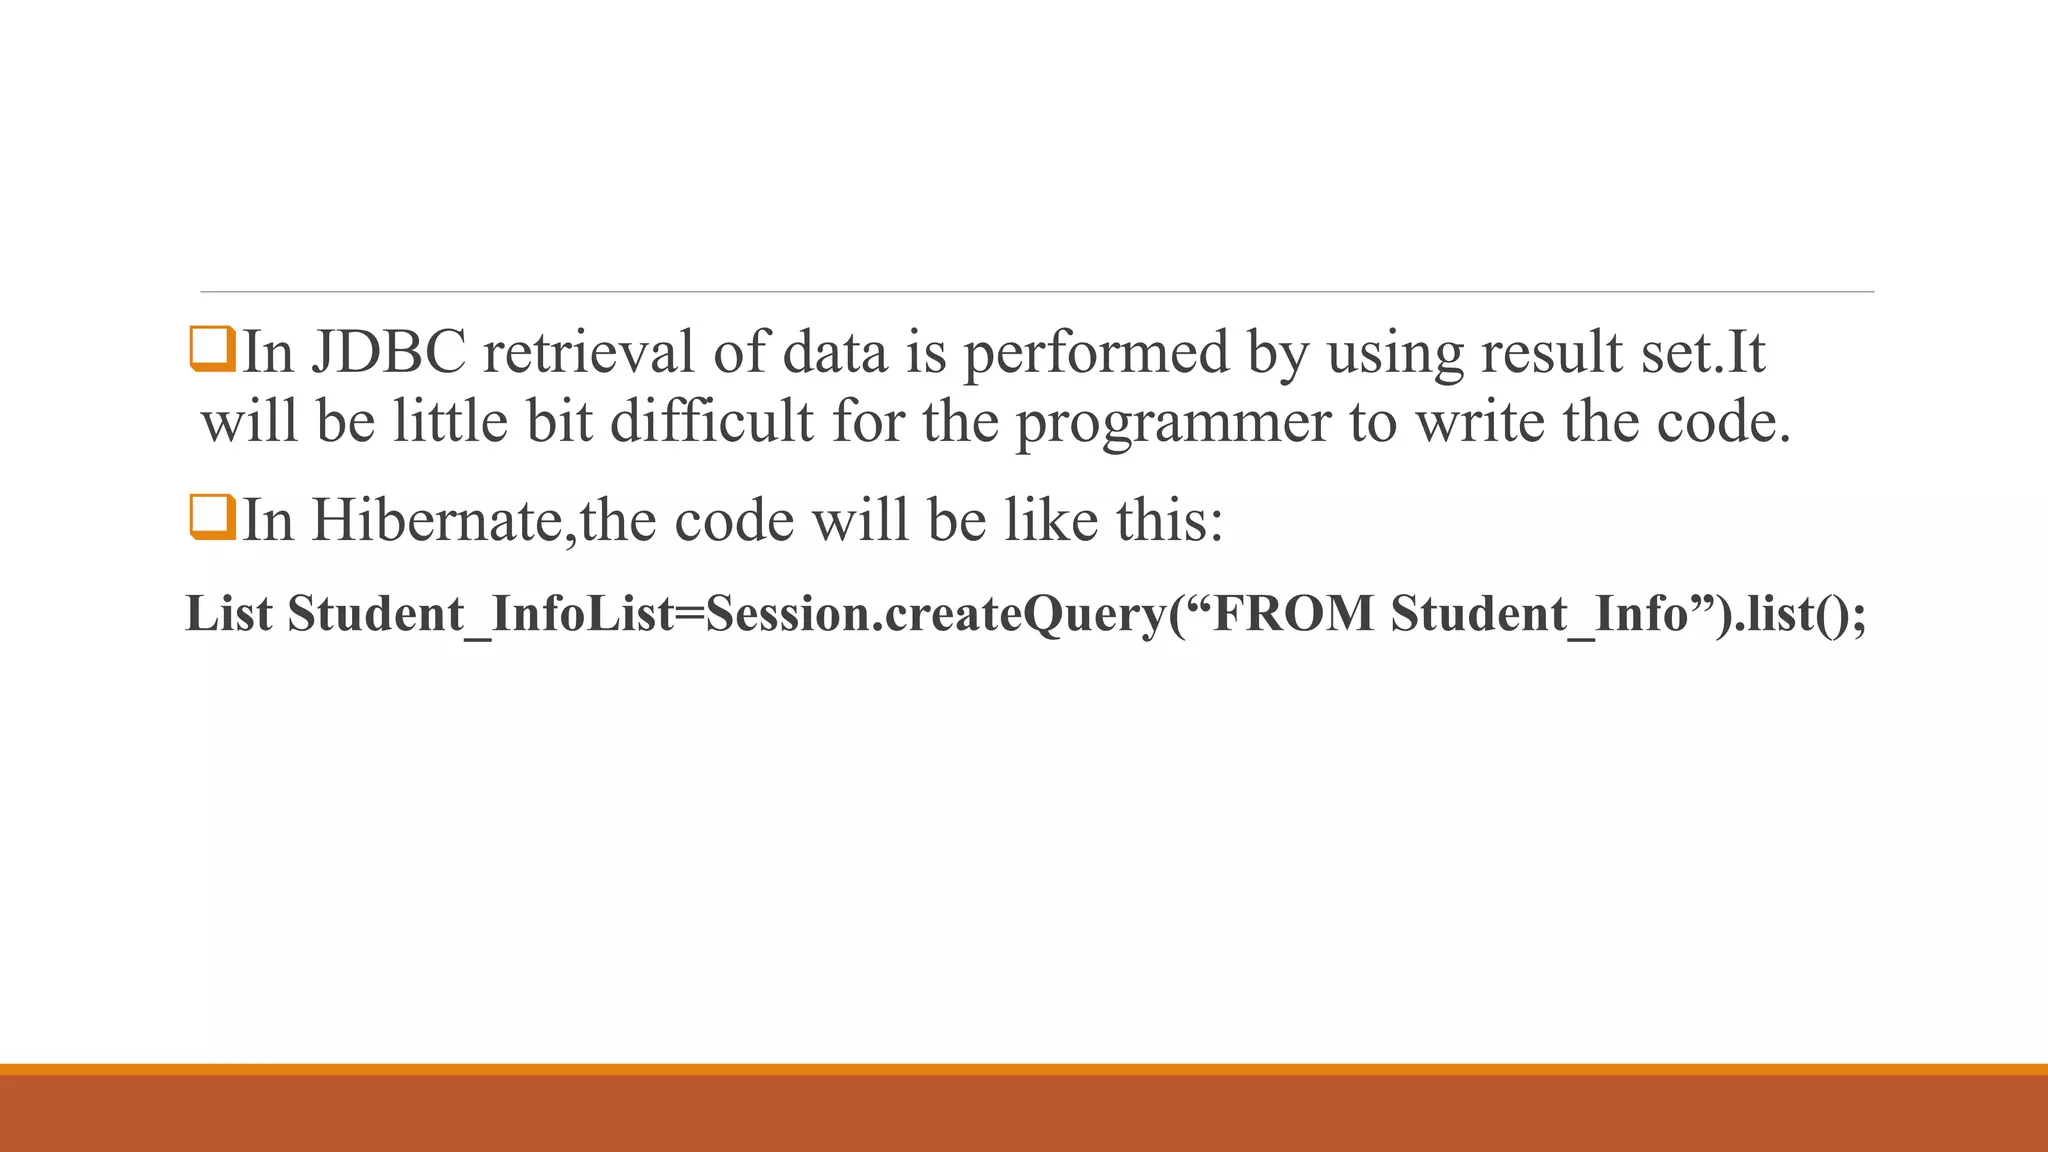 In JDBC retrieval of data is performed by using result set.It
will be little bit difficult for the programmer to write the code.
In Hibernate,the code will be like this:
List Student_InfoList=Session.createQuery(“FROM Student_Info”).list();